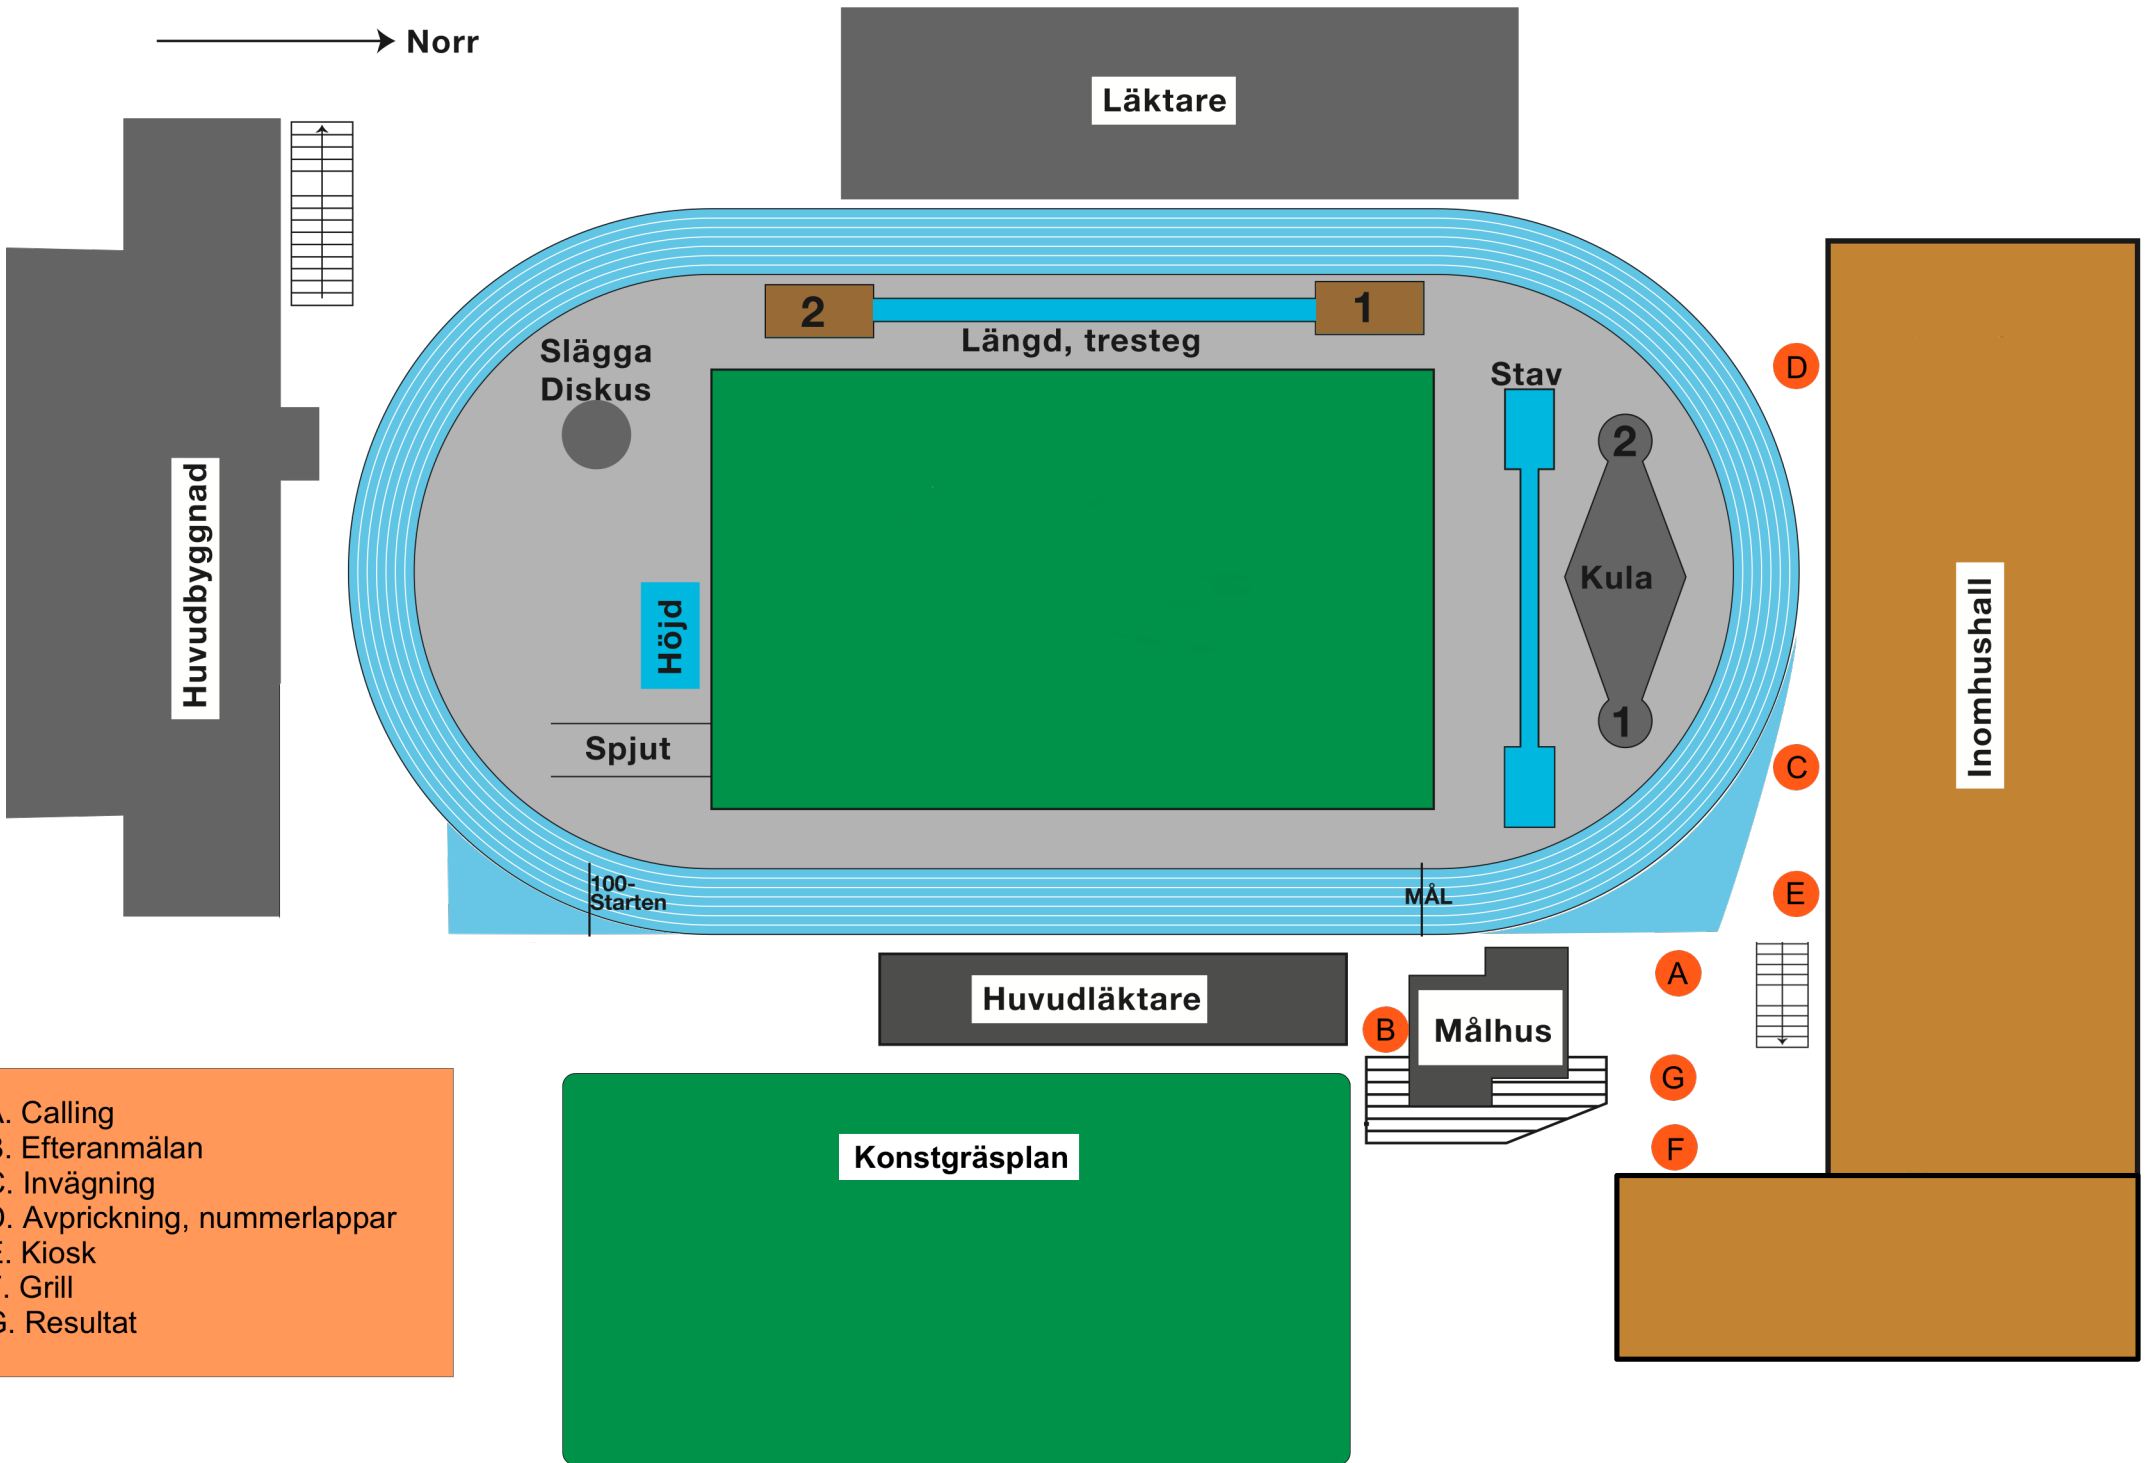 Norr
Läktare
2
1
Längd, tresteg
Slägga
Diskus
Stav
D
2
Huvudbyggnad
Kula
Höjd
Inomhushall
1
Spjut
C
100-
Starten
MÅL
E
A
Huvudläktare
B
Målhus
G
A. Calling
B. Efteranmälan
C. Invägning
D. Avprickning, nummerlappar
E. Kiosk
F. Grill
G. Resultat
Konstgräsplan
F